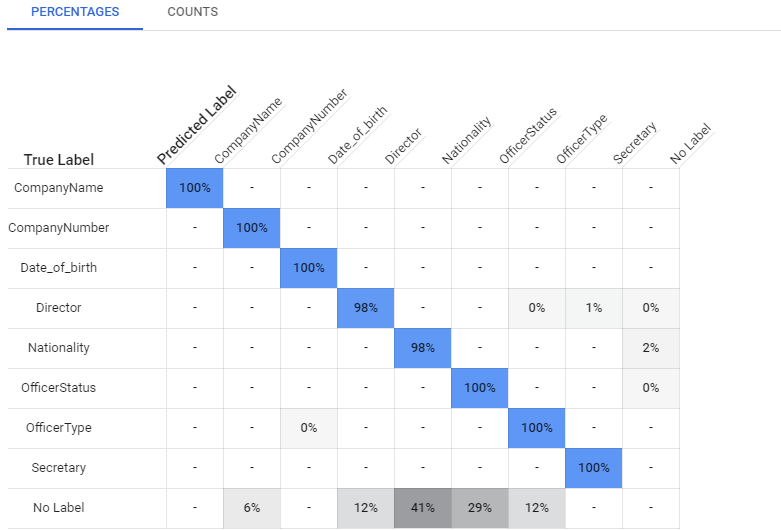 PERCENTAGES COUNTS
Predicted Label CompanyName CompanyNumber Date_of_birth Director Nationality OfficerStatus OfficerType Secretary No Label
True Label
CompanyName 100% - - - - - - - -
CompanyNumber - 100% - - - - - - -
Date_of_birth - - 100% - - - - - -
Director - - - 98% - - 0% 1% 0%
Nationality - - - - 98% - - - 2%
OfficerStatus - - - - - 100% - - 0%
OfficerType - - 0% - - - 100% - -
Secretary - - - - - - - 100% -
No Label - 6% - 12% 41% 29% 12% - -